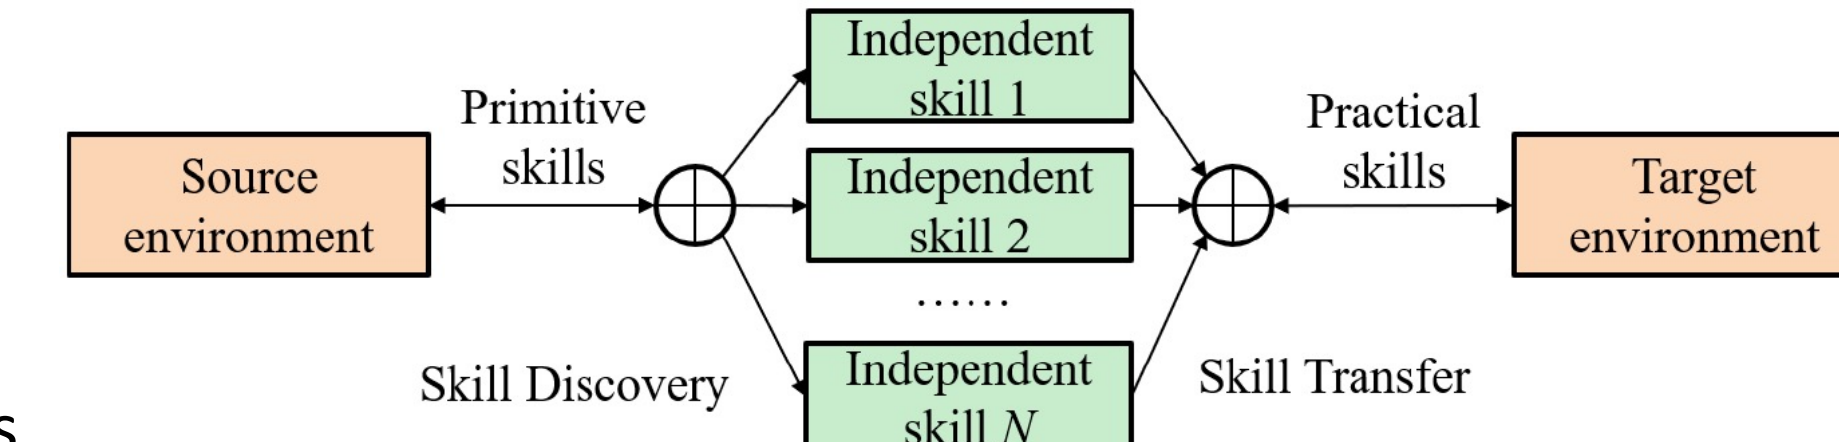 Source
environment
Primitive
skills
Independent
skill 1
Independent
skill 2
......
Independent
skill N
Skill Discovery
Practical
skills
Skill Transfer
Target
environment
s